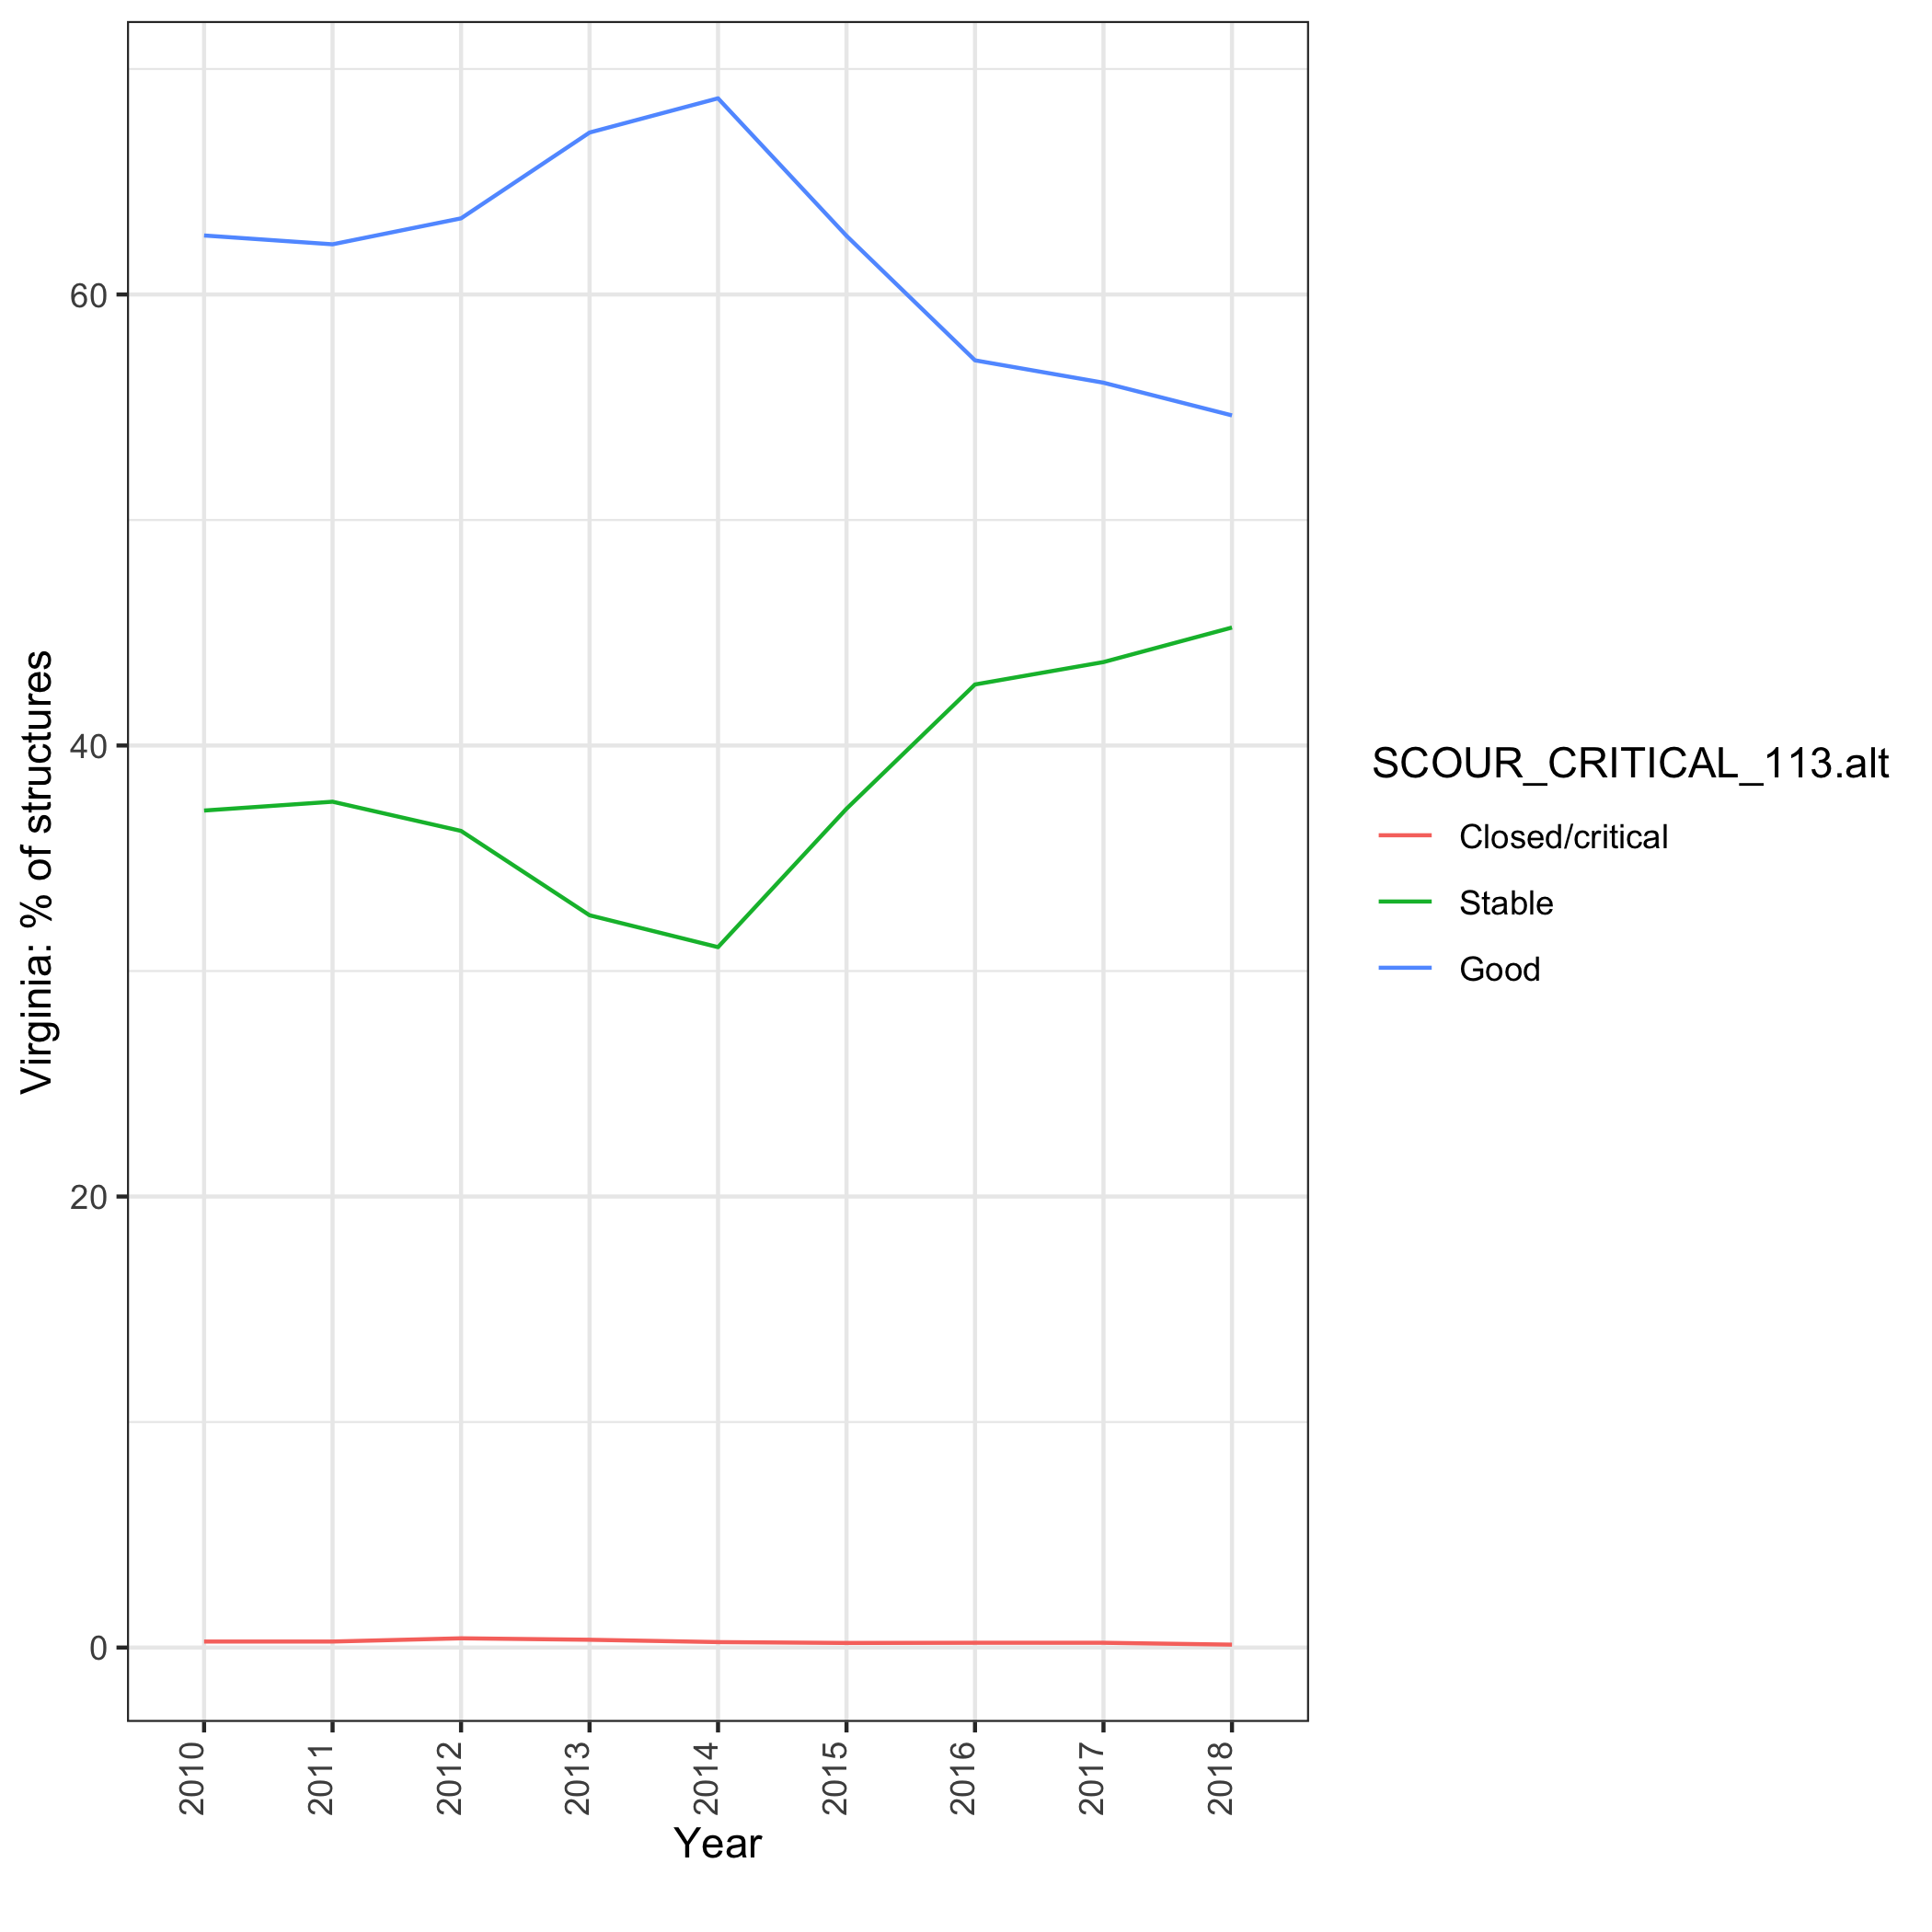 Virginia: % of structures
60
40
20
0
2010
2011
2012
2013
2014
2015
2016
2017
2018
Year
SCOUR_CRITICAL_113.alt
Closed/critical
Stable
Good